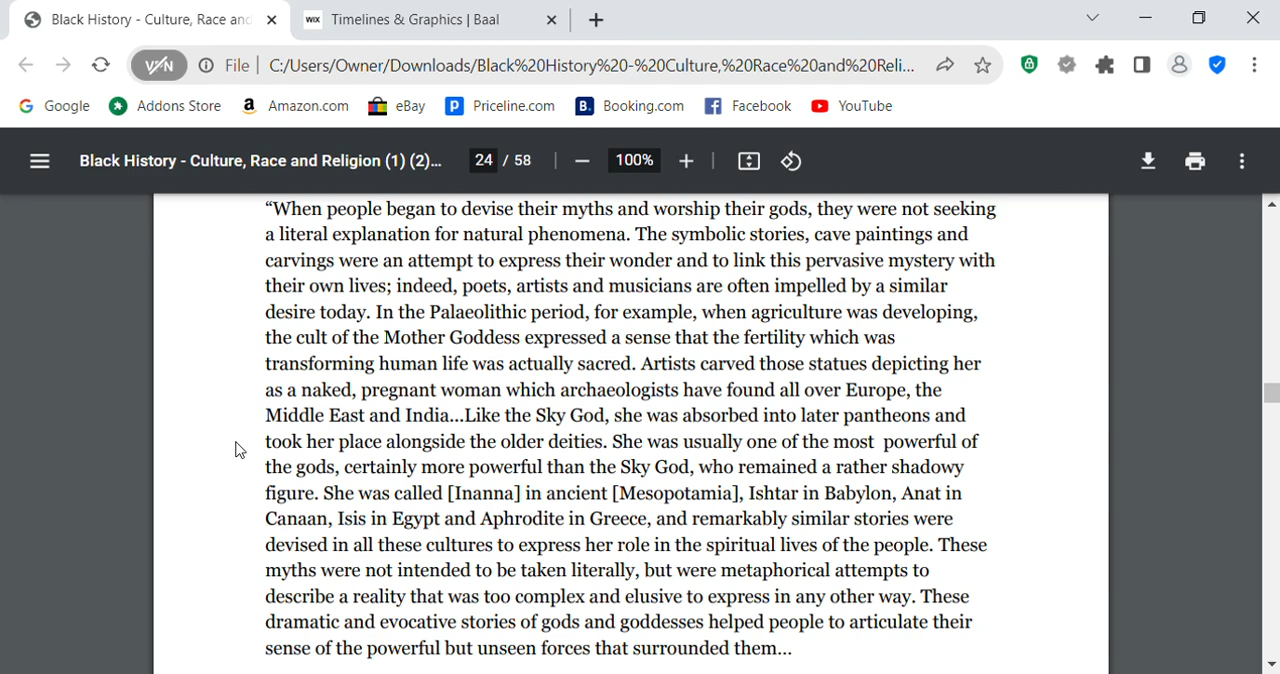 Black History - Culture, Race and
Timelines & Graphics | Baal
VPN
File
C:/Users/Owner/Downloads/Black%20History%20-%20Culture,%20Race%20and%20Reli...
Google
Addons Store
Amazon.com
eBay
Priceline.com
Booking.com
Facebook
YouTube
Black History - Culture, Race and Religion (1) (2)...
24 / 58
100%
“When people began to devise their myths and worship their gods, they were not seeking
a literal explanation for natural phenomena. The symbolic stories, cave paintings and
carvings were an attempt to express their wonder and to link this pervasive mystery with
their own lives; indeed, poets, artists and musicians are often impelled by a similar
desire today. In the Palaeolithic period, for example, when agriculture was developing,
the cult of the Mother Goddess expressed a sense that the fertility which was
transforming human life was actually sacred. Artists carved those statues depicting her
as a naked, pregnant woman which archaeologists have found all over Europe, the
Middle East and India...Like the Sky God, she was absorbed into later pantheons and
took her place alongside the older deities. She was usually one of the most powerful of
the gods, certainly more powerful than the Sky God, who remained a rather shadowy
figure. She was called [Inanna] in ancient [Mesopotamia], Ishtar in Babylon, Anat in
Canaan, Isis in Egypt and Aphrodite in Greece, and remarkably similar stories were
devised in all these cultures to express her role in the spiritual lives of the people. These
myths were not intended to be taken literally, but were metaphorical attempts to
describe a reality that was too complex and elusive to express in any other way. These
dramatic and evocative stories of gods and goddesses helped people to articulate their
sense of the powerful but unseen forces that surrounded them...